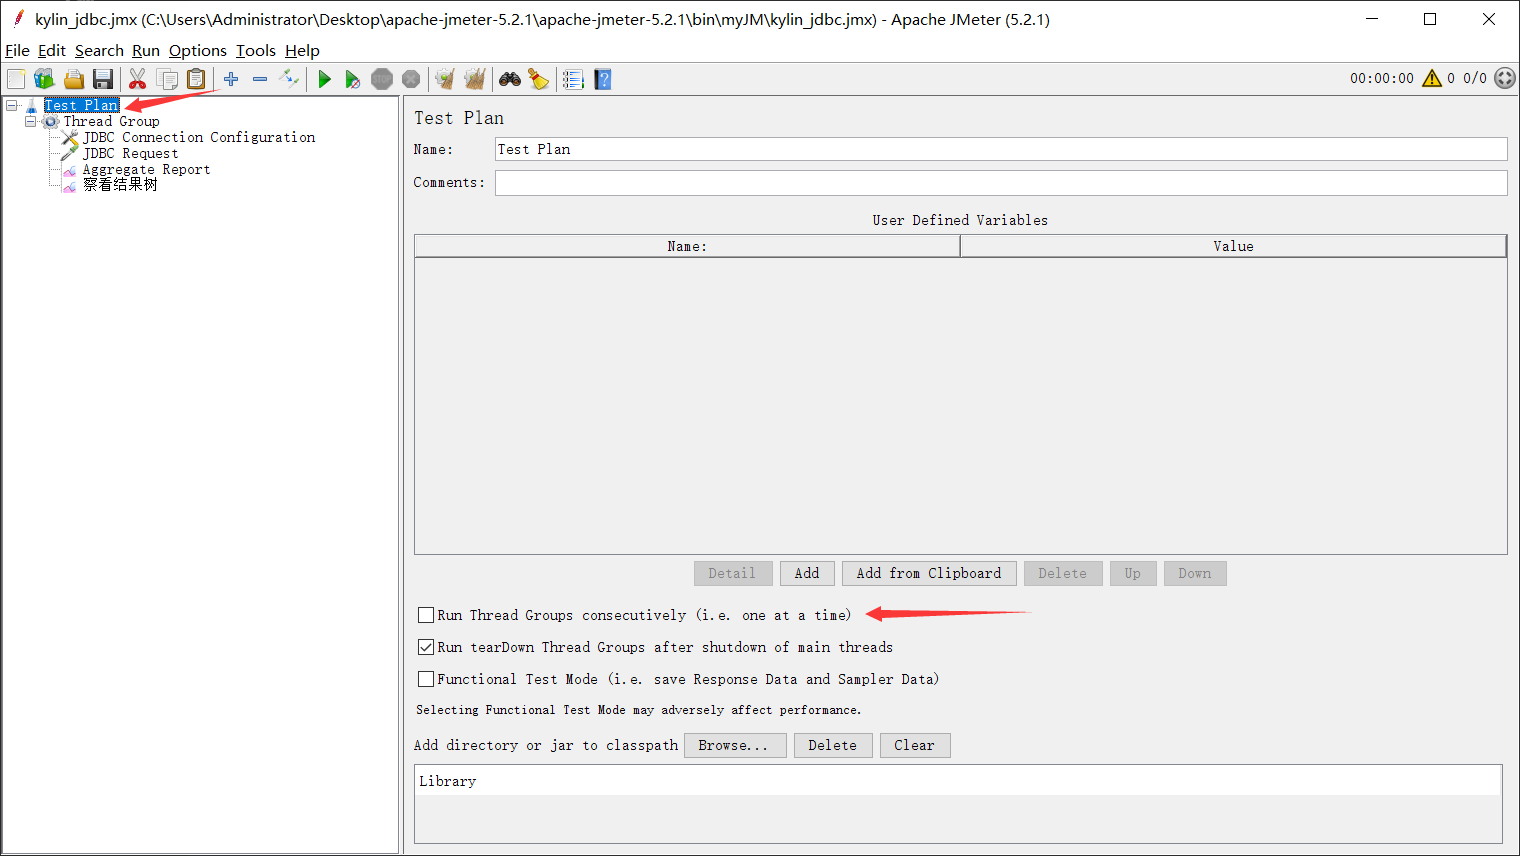 kylin_jdbc.jmx (C:\Users\Administrator\Desktop\apache-jmeter-5.2.1\apache-jmeter-5.2.1\bin\myJM\kylin_jdbc.jmx) - Apache JMeter (5.2.1)
File Edit Search Run Options Tools Help
STOP 00:00:00 0 0/0
Test Plan
Thread Group
JDBC Connection Configuration
JDBC Request
Aggregate Report
察看结果树
Test Plan
Name: Test Plan
Comments:
User Defined Variables
Name: Value
Detail Add Add from Clipboard Delete Up Down
Run Thread Groups consecutively (i.e. one at a time)
Run tearDown Thread Groups after shutdown of main threads
Functional Test Mode (i.e. save Response Data and Sampler Data)
Selecting Functional Test Mode may adversely affect performance.
Add directory or jar to classpath Browse... Delete Clear
Library